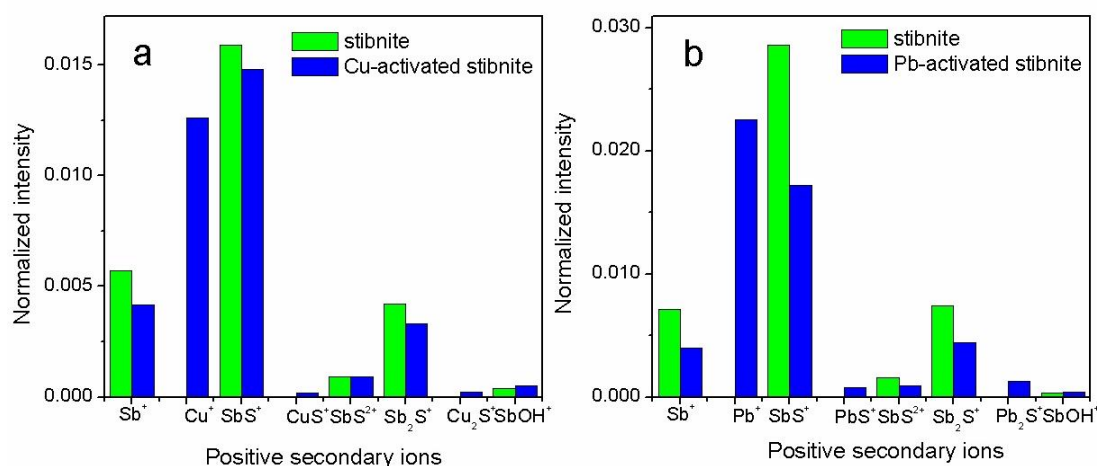 a
stibnite
Cu-activated stibnite
0.015
0.010
0.005
0.000
Normalized intensity
Sb⁺ Cu⁺ SbS⁺ CuS⁺ SbS²⁺ Sb₂S⁺ Cu₂S⁺ SbOH⁺
Positive secondary ions
b
stibnite
Pb-activated stibnite
0.030
0.020
0.010
0.000
Normalized intensity
Sb⁺ Pb⁺ SbS⁺ PbS⁺ SbS²⁺ Sb₂S⁺ Pb₂S⁺ SbOH⁺
Positive secondary ions